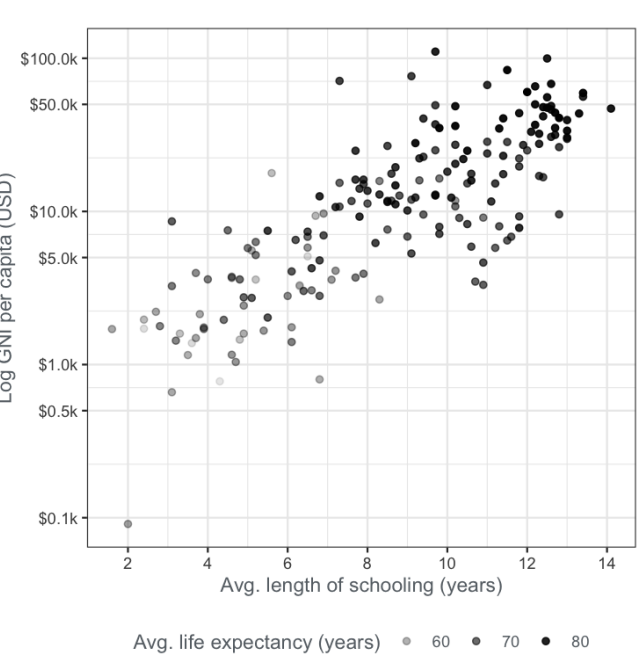 Log GNI per capita (USD)
$100.0k
$50.0k
$10.0k
$5.0k
$1.0k
$0.5k
$0.1k
2 4 6 8 10 12 14
Avg. length of schooling (years)
Avg. life expectancy (years) 60 70 80